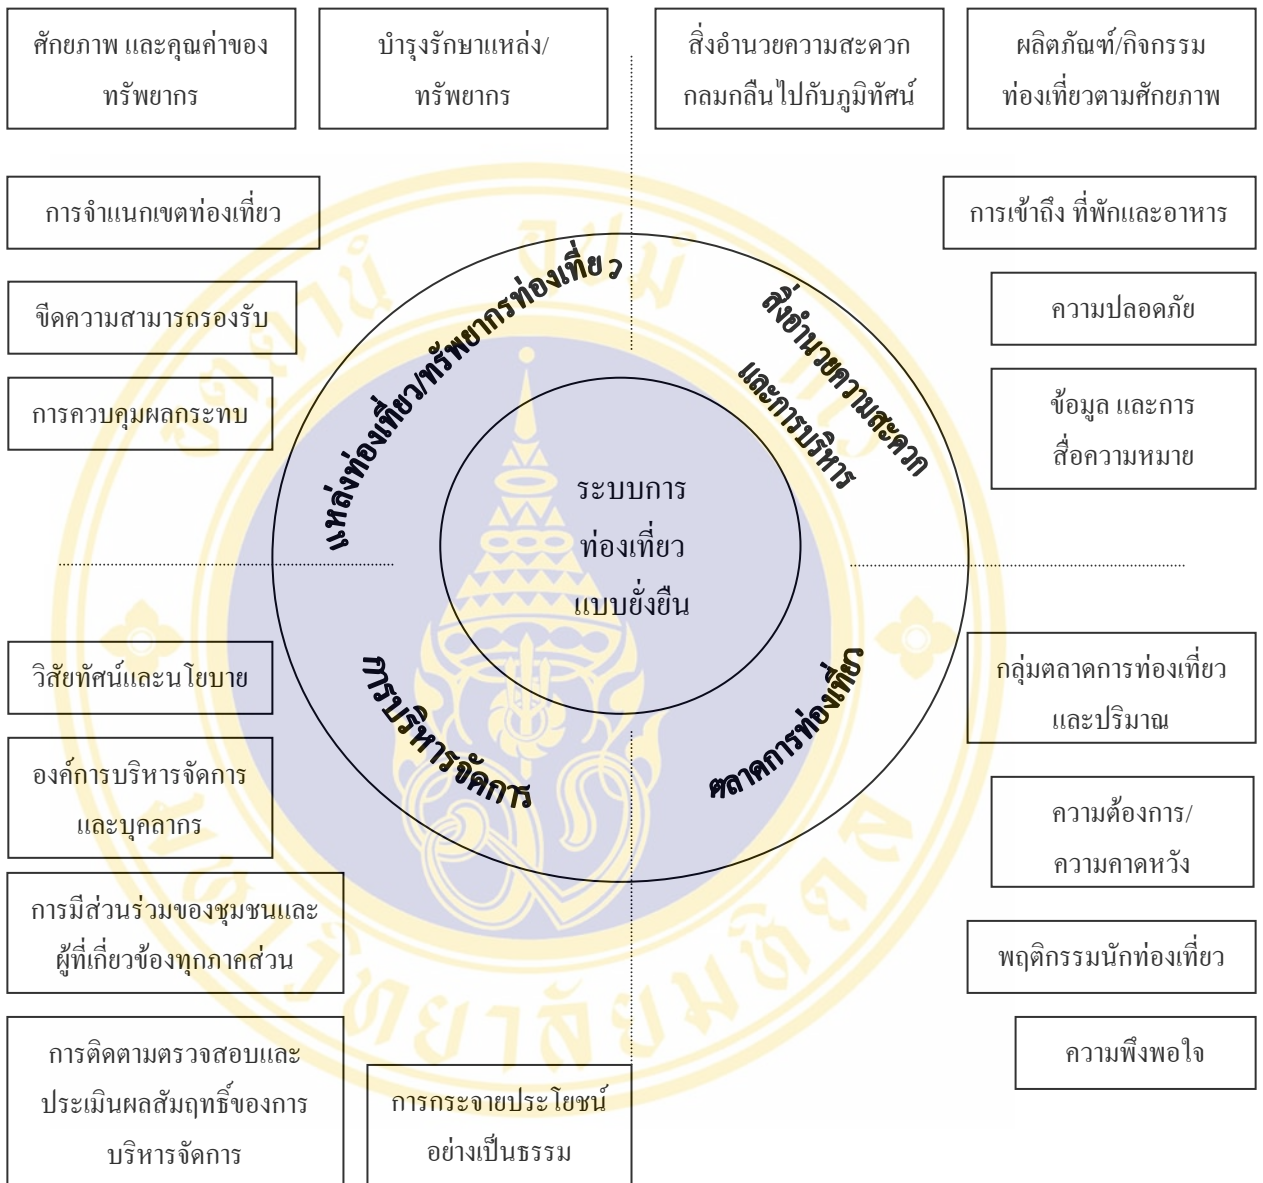 ศักยภาพ และคุณค่าของ
ทรัพยากร
บำรุงรักษาแหล่ง/
ทรัพยากร
สิ่งอำนวยความสะดวก
กลมกลืนไปกับภูมิทัศน์
ผลิตภัณฑ์/กิจกรรม
ท่องเที่ยวตามศักยภาพ
การจำแนกเขตท่องเที่ยว
การเข้าถึง ที่พักและอาหาร
ขีดความสามารถรองรับ
ความปลอดภัย
การควบคุมผลกระทบ
ข้อมูล และการ
สื่อความหมาย
แหล่งท่องเที่ยว/ทรัพยากรท่องเที่ยว
สิ่งอำนวยความสะดวก
และการบริหาร
ระบบการ
ท่องเที่ยว
แบบยั่งยืน
การบริหารจัดการ
ตลาดการท่องเที่ยว
วิสัยทัศน์และนโยบาย
กลุ่มตลาดการท่องเที่ยว
และปริมาณ
องค์การบริหารจัดการ
และบุคลากร
ความต้องการ/
ความคาดหวัง
การมีส่วนร่วมของชุมชนและ
ผู้ที่เกี่ยวข้องทุกภาคส่วน
พฤติกรรมนักท่องเที่ยว
การติดตามตรวจสอบและ
ประเมินผลสัมฤทธิ์ของการ
บริหารจัดการ
การกระจายประโยชน์
อย่างเป็นธรรม
ความพึงพอใจ
มหาวิทยาลัยมหิดล